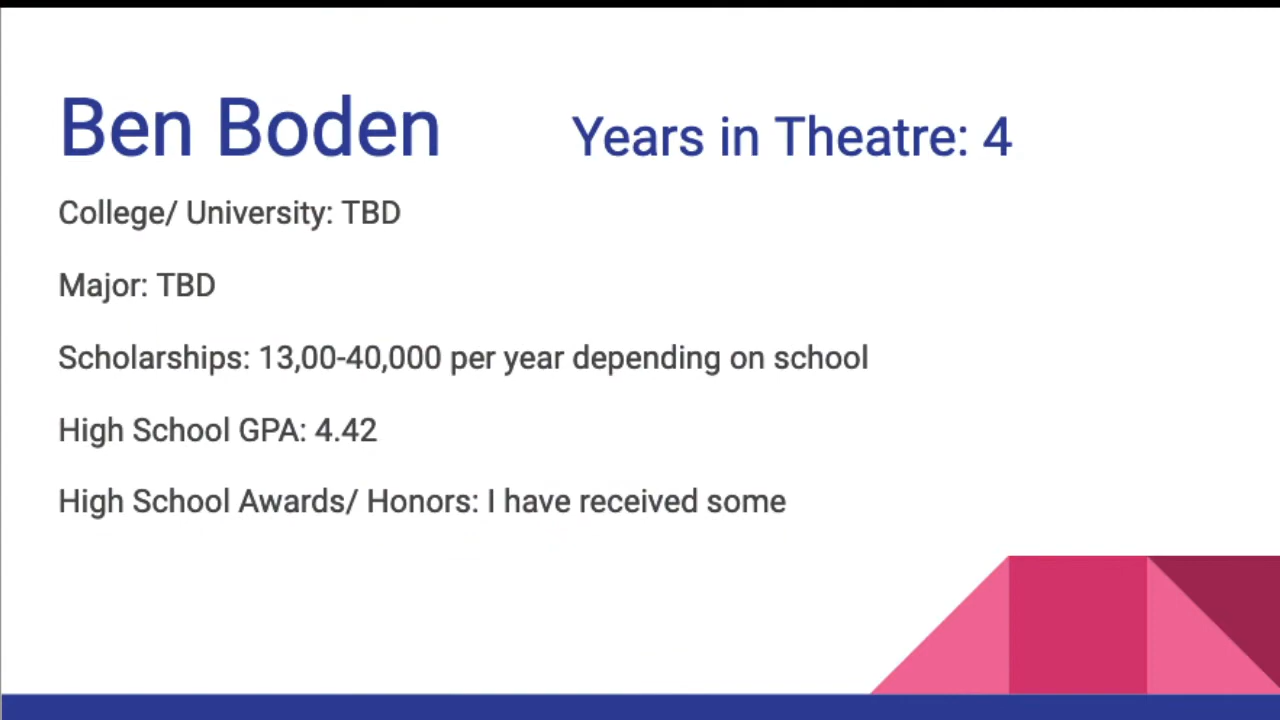 Ben Boden Years in Theatre: 4
College/ University: TBD
Major: TBD
Scholarships: 13,00-40,000 per year depending on school
High School GPA: 4.42
High School Awards/ Honors: I have received some